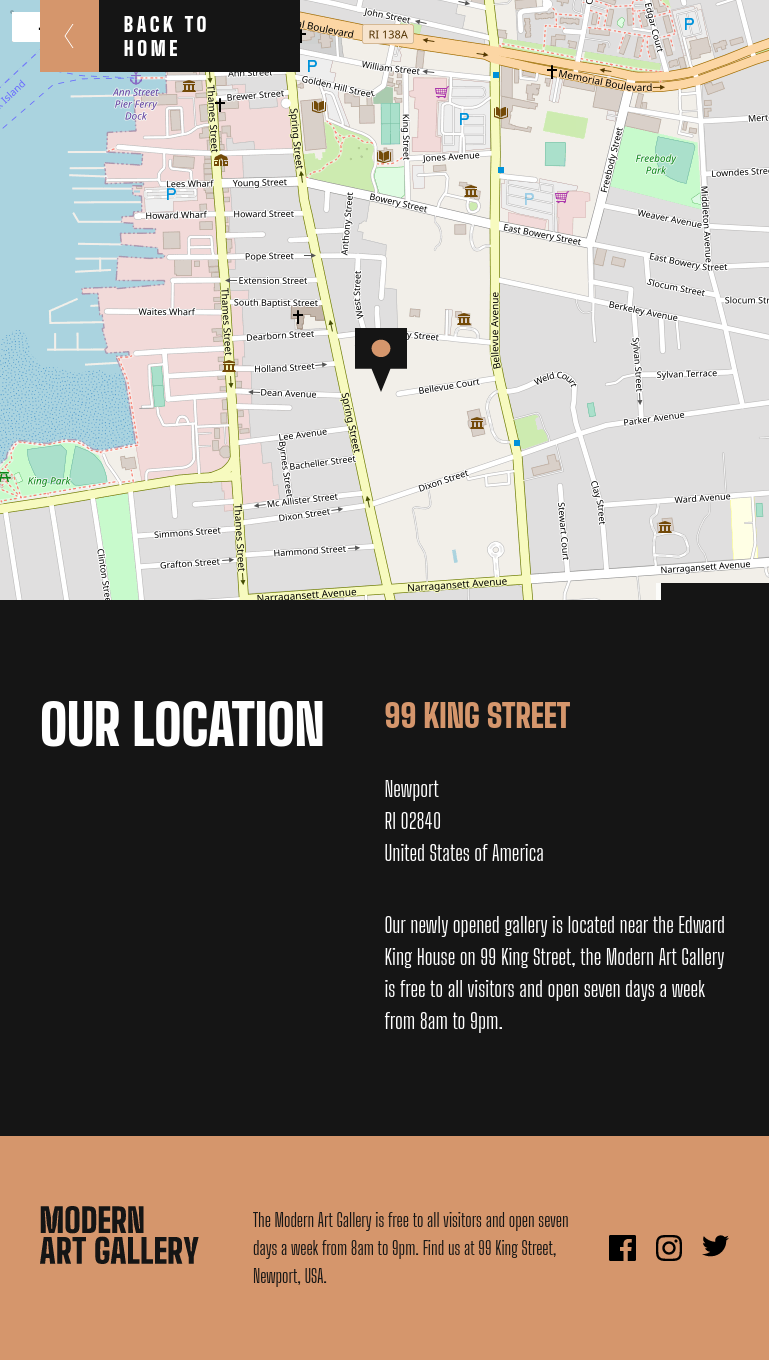 BACK TO
HOME
John Street
RI 138A
William Street
Memorial Boulevard
Edgar Court
P
Island
Ann Street
Pier Ferry
Dock
Ann Street
Brewer Street
Golden Hill Street
P
P
King Street
Jones Avenue
Thames Street
Spring Street
Lees Wharf
P
Young Street
Bowery Street
P
East Bowery Street
Freebody Street
Freebody
Park
Lowndes Stree
Howard Wharf
Howard Street
Anthony Street
Weaver Avenue
Middleton Avenue
Pope Street
East Bowery Street
Extension Street
West Street
Slocum Street
Slocum Str
South Baptist Street
Waites Wharf
Thames Street
Berkeley Avenue
Dearborn Street
y Street
Bellevue Avenue
Sylvan Street
Holland Street
Weld Court
Sylvan Terrace
Dean Avenue
Bellevue Court
Spring Street
Parker Avenue
Lee Avenue
Byrnes Street
Bacheller Street
King Park
Dixon Street
Clay Street
Mc Allister Street
Ward Avenue
Dixon Street
Thames Street
Stewart Court
Simmons Street
Hammond Street
Clinton Stree
Grafton Street
Narragansett Avenue
Narragansett Avenue
Narragansett Avenue
OUR LOCATION
99 KING STREET
Newport
RI 02840
United States of America
Our newly opened gallery is located near the Edward
King House on 99 King Street, the Modern Art Gallery
is free to all visitors and open seven days a week
from 8am to 9pm.
MODERN
ART GALLERY
The Modern Art Gallery is free to all visitors and open seven
days a week from 8am to 9pm. Find us at 99 King Street,
Newport, USA.